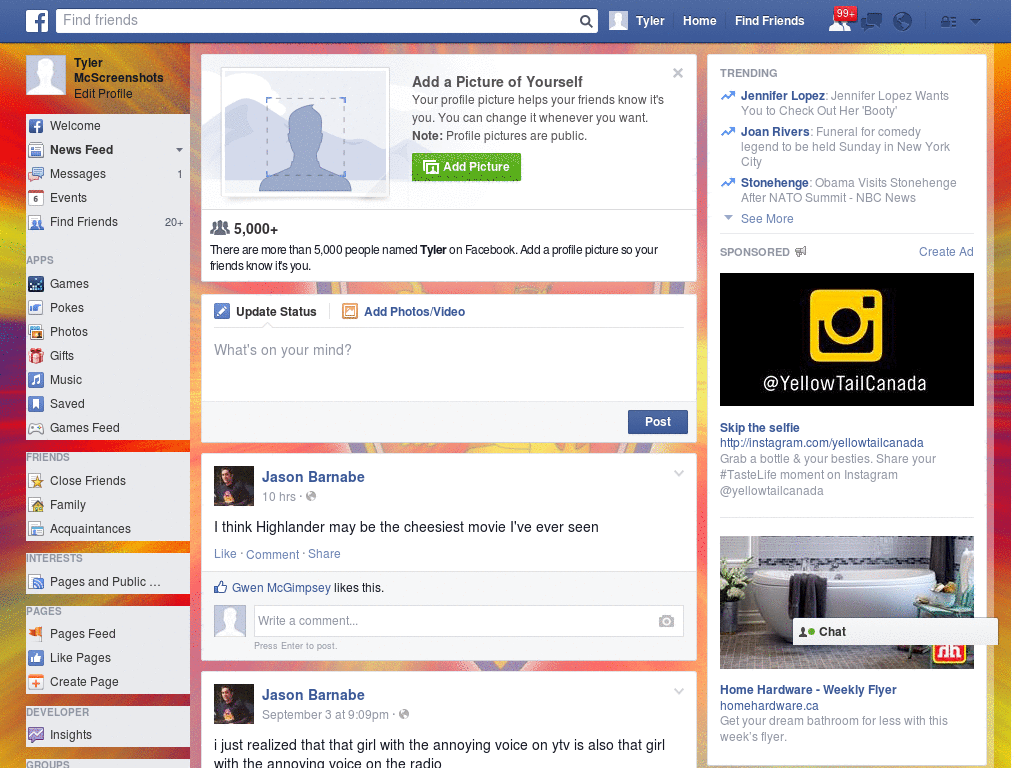 Find friends
Tyler
Home
Find Friends
99+
Tyler
McScreenshots
Edit Profile
Welcome
News Feed
Messages 1
6 Events
Find Friends 20+
APPS
Games
Pokes
Photos
Gifts
Music
Saved
Games Feed
FRIENDS
Close Friends
Family
Acquaintances
INTERESTS
Pages and Public ...
PAGES
Pages Feed
Like Pages
Create Page
DEVELOPER
Insights
GROUPS
Add a Picture of Yourself
Your profile picture helps your friends know it's
you. You can change it whenever you want.
Note: Profile pictures are public.
Add Picture
5,000+
There are more than 5,000 people named Tyler on Facebook. Add a profile picture so your
friends know it's you.
Update Status
Add Photos/Video
What's on your mind?
Post
Jason Barnabe
10 hrs ·
I think Highlander may be the cheesiest movie I've ever seen
Like · Comment · Share
Gwen McGimpsey likes this.
Write a comment...
Press Enter to post.
Jason Barnabe
September 3 at 9:09pm ·
i just realized that that girl with the annoying voice on ytv is also that girl
with the annoying voice on the radio
TRENDING
Jennifer Lopez: Jennifer Lopez Wants
You to Check Out Her 'Booty'
Joan Rivers: Funeral for comedy
legend to be held Sunday in New York
City
Stonehenge: Obama Visits Stonehenge
After NATO Summit - NBC News
See More
SPONSORED
Create Ad
@YellowTailCanada
Skip the selfie
http://instagram.com/yellowtailcanada
Grab a bottle & your besties. Share your
#TasteLife moment on Instagram
@yellowtailcanada
Chat
Home Hardware - Weekly Flyer
homehardware.ca
Get your dream bathroom for less with this
week's flyer.